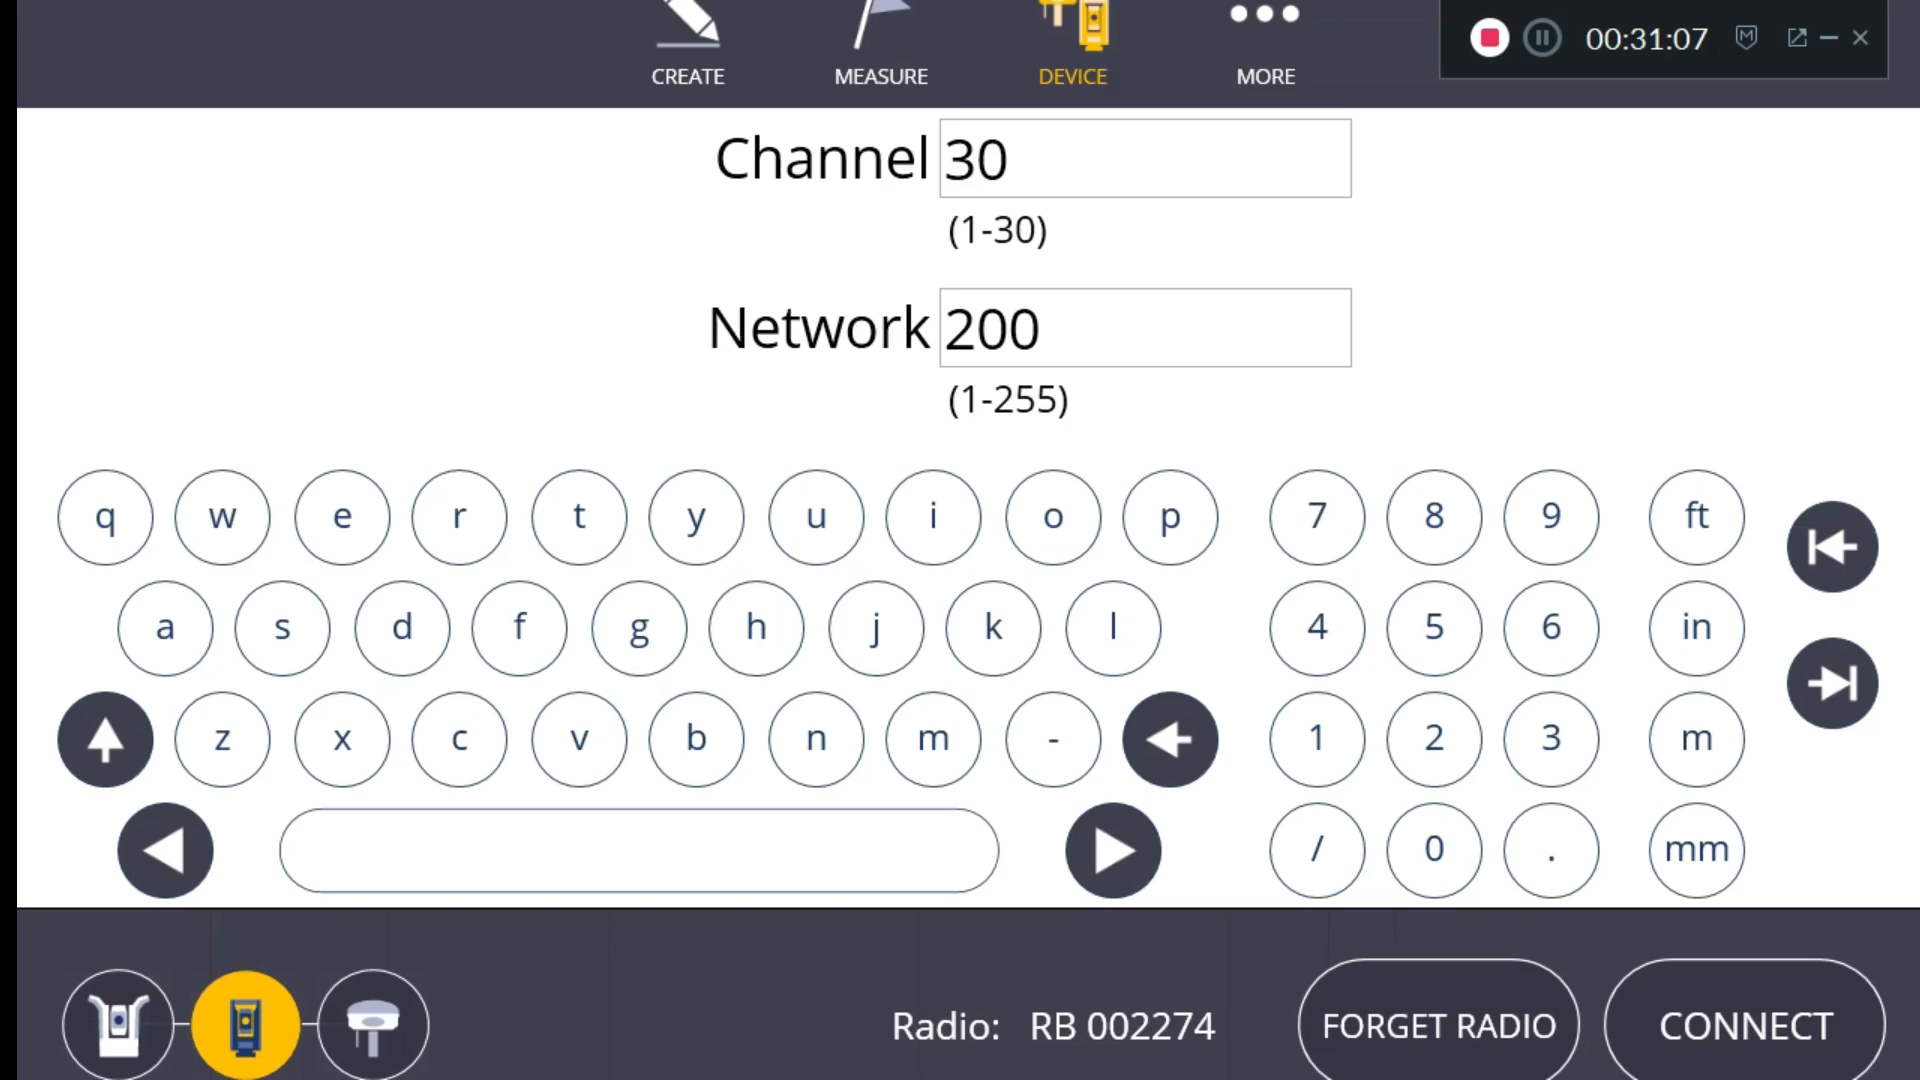 CREATE MEASURE DEVICE MORE 00:31:07
Channel 30
(1-30)
Network 200
(1-255)
q w e r t y u i o p 7 8 9 ft
a s d f g h j k l 4 5 6 in
z x c v b n m - 1 2 3 m
/ 0 . mm
Radio: RB 002274 FORGET RADIO CONNECT